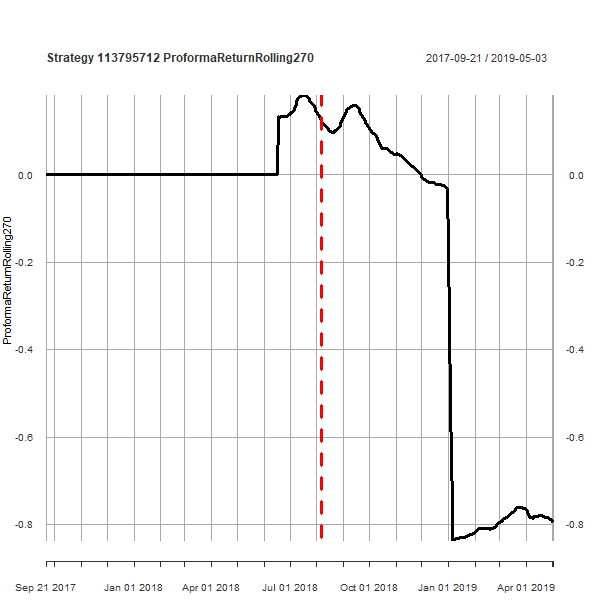 Strategy 113795712 ProformaReturnRolling270
2017-09-21 / 2019-05-03
ProformaReturnRolling270
0.0 0.0
-0.2 -0.2
-0.4 -0.4
-0.6 -0.6
-0.8 -0.8
Sep 21 2017 Jan 01 2018 Apr 01 2018 Jul 01 2018 Oct 01 2018 Jan 01 2019 Apr 01 2019